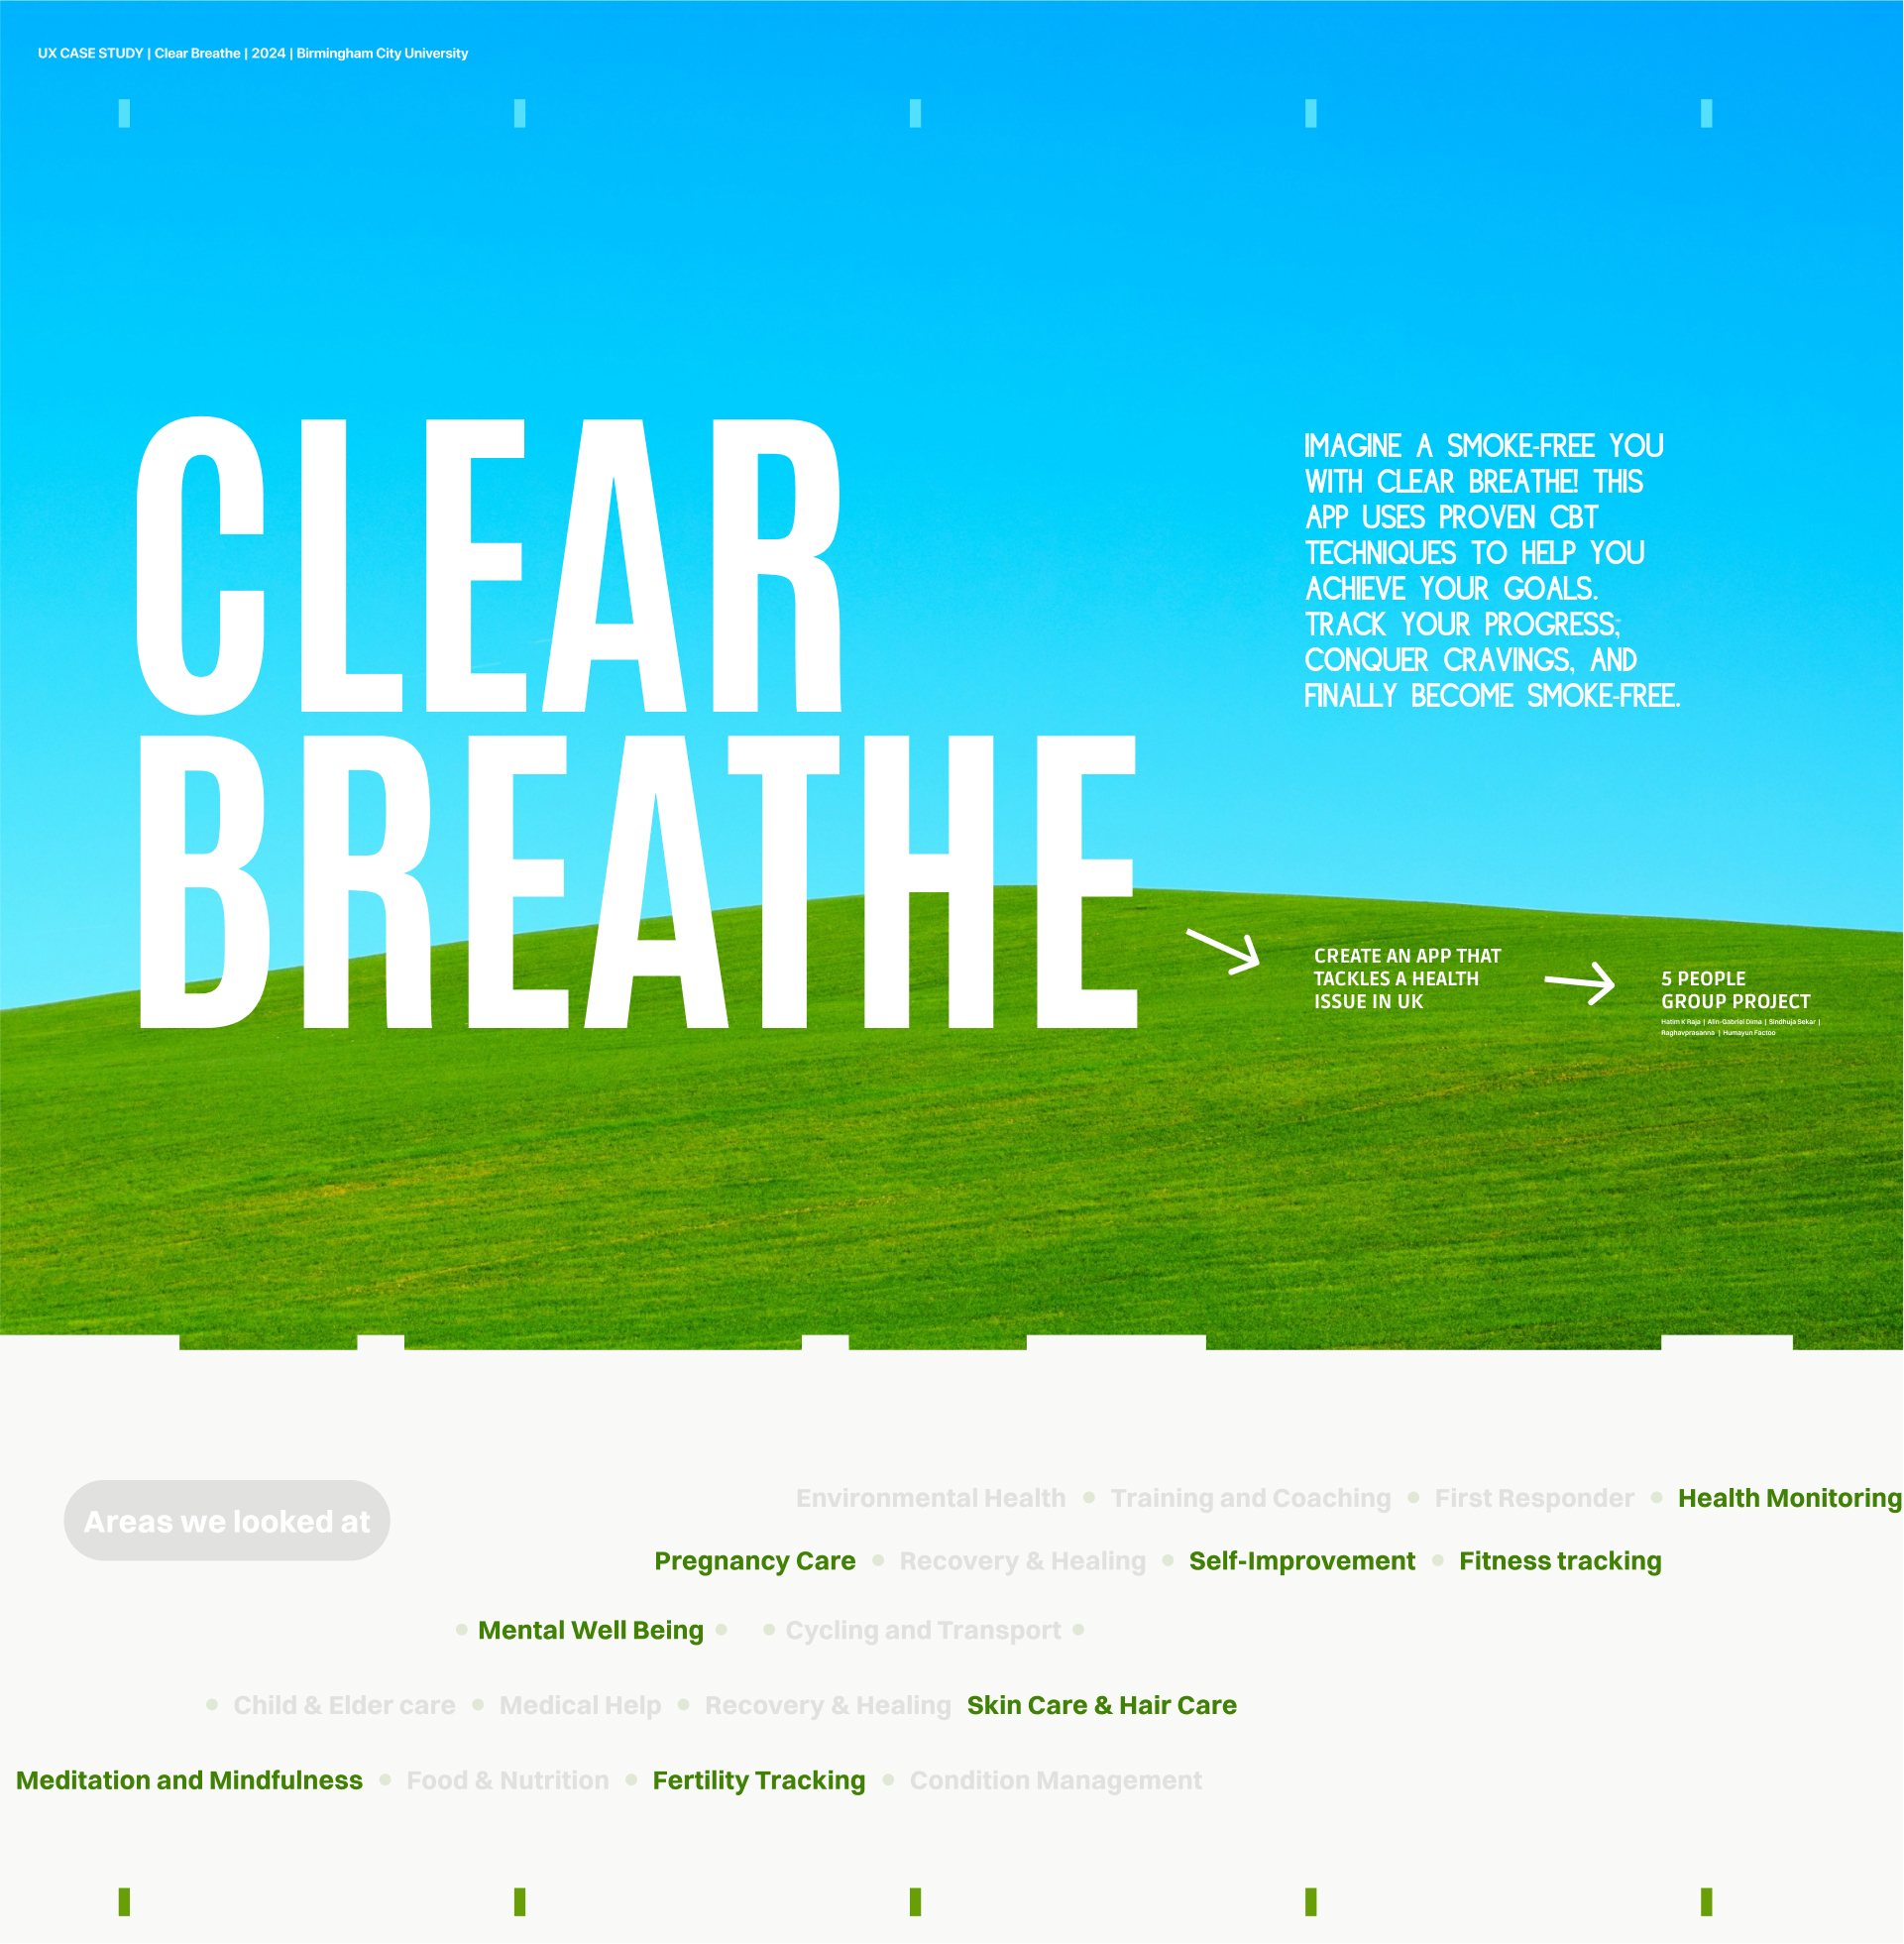 UX CASE STUDY | Clear Breathe | 2024 | Birmingham City University
CLEAR
BREATHE
IMAGINE A SMOKE-FREE YOU
WITH CLEAR BREATHE! THIS
APP USES PROVEN CBT
TECHNIQUES TO HELP YOU
ACHIEVE YOUR GOALS.
TRACK YOUR PROGRESS,
CONQUER CRAVINGS, AND
FINALLY BECOME SMOKE-FREE.
CREATE AN APP THAT
TACKLES A HEALTH
ISSUE IN UK
5 PEOPLE
GROUP PROJECT
Hatim K Raja | Alin-Gabriel Dima | Sindhuja Sekar |
Raghavprasanna | Humayun Factoo
Areas we looked at
Environmental Health • Training and Coaching • First Responder • Health Monitoring
Pregnancy Care • Recovery & Healing • Self-Improvement • Fitness tracking
• Mental Well Being • • Cycling and Transport •
• Child & Elder care • Medical Help • Recovery & Healing Skin Care & Hair Care
Meditation and Mindfulness • Food & Nutrition • Fertility Tracking • Condition Management